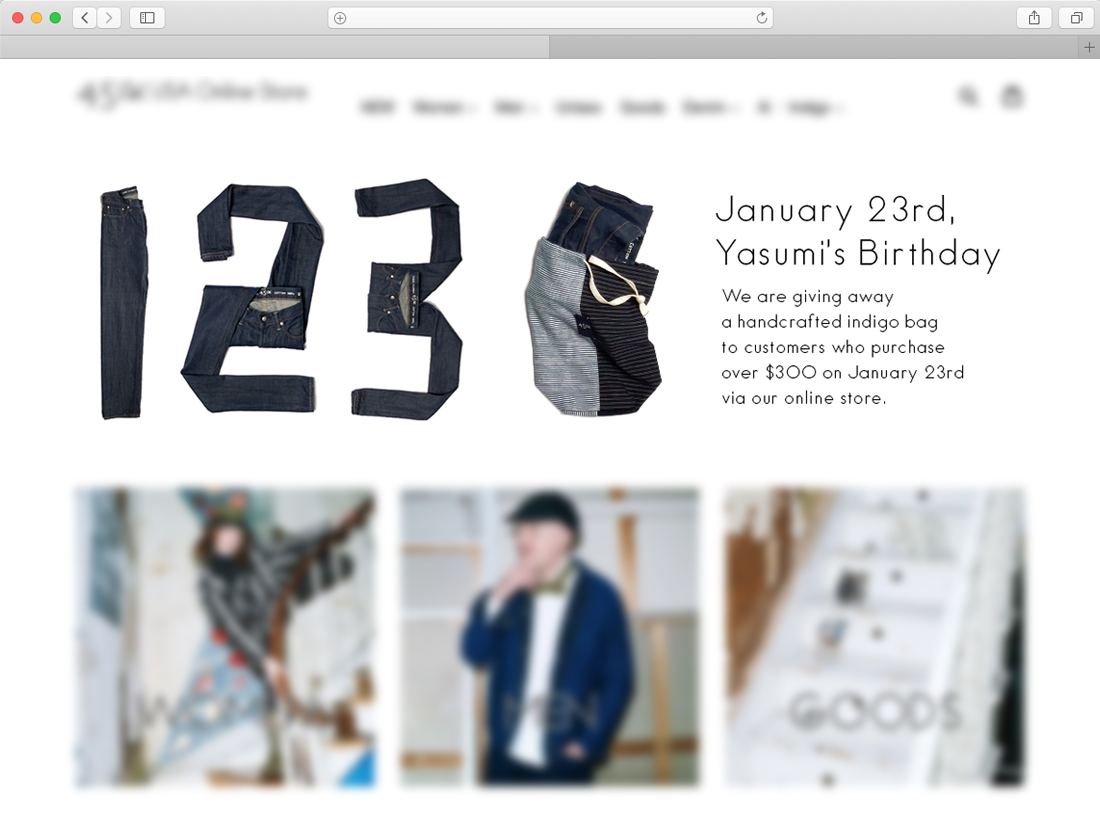 45R USA Online Store
NEW Women Men Unisex Goods Denim Ai - Indigo
January 23rd,
Yasumi's Birthday
We are giving away
a handcrafted indigo bag
to customers who purchase
over $300 on January 23rd
via our online store.
WOMEN MEN GOODS